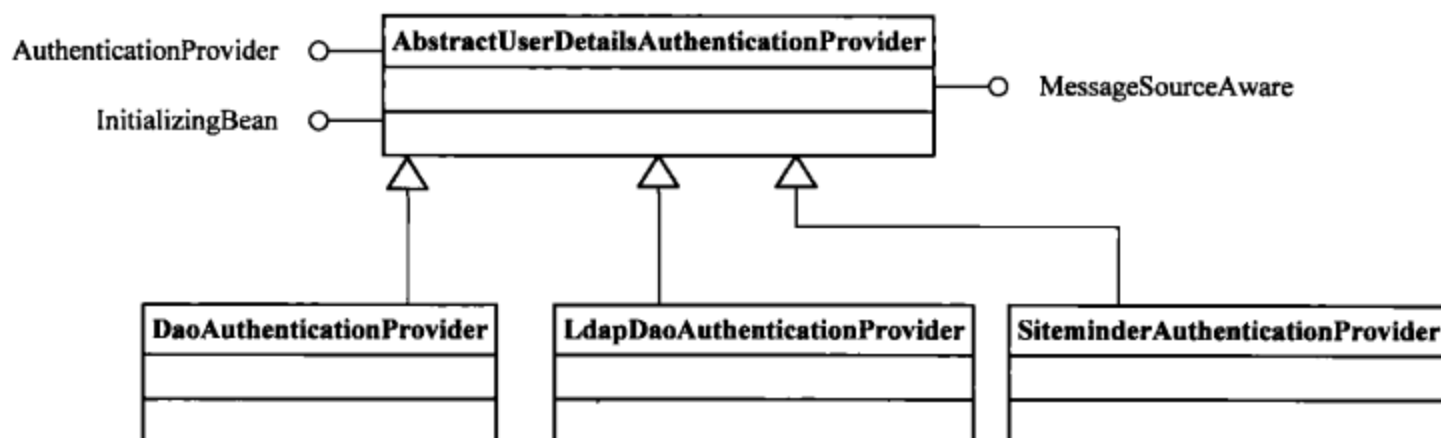 AbstractUserDetailsAuthenticationProvider
AuthenticationProvider
MessageSourceAware
InitializingBean
DaoAuthenticationProvider
LdapDaoAuthenticationProvider
SiteminderAuthenticationProvider